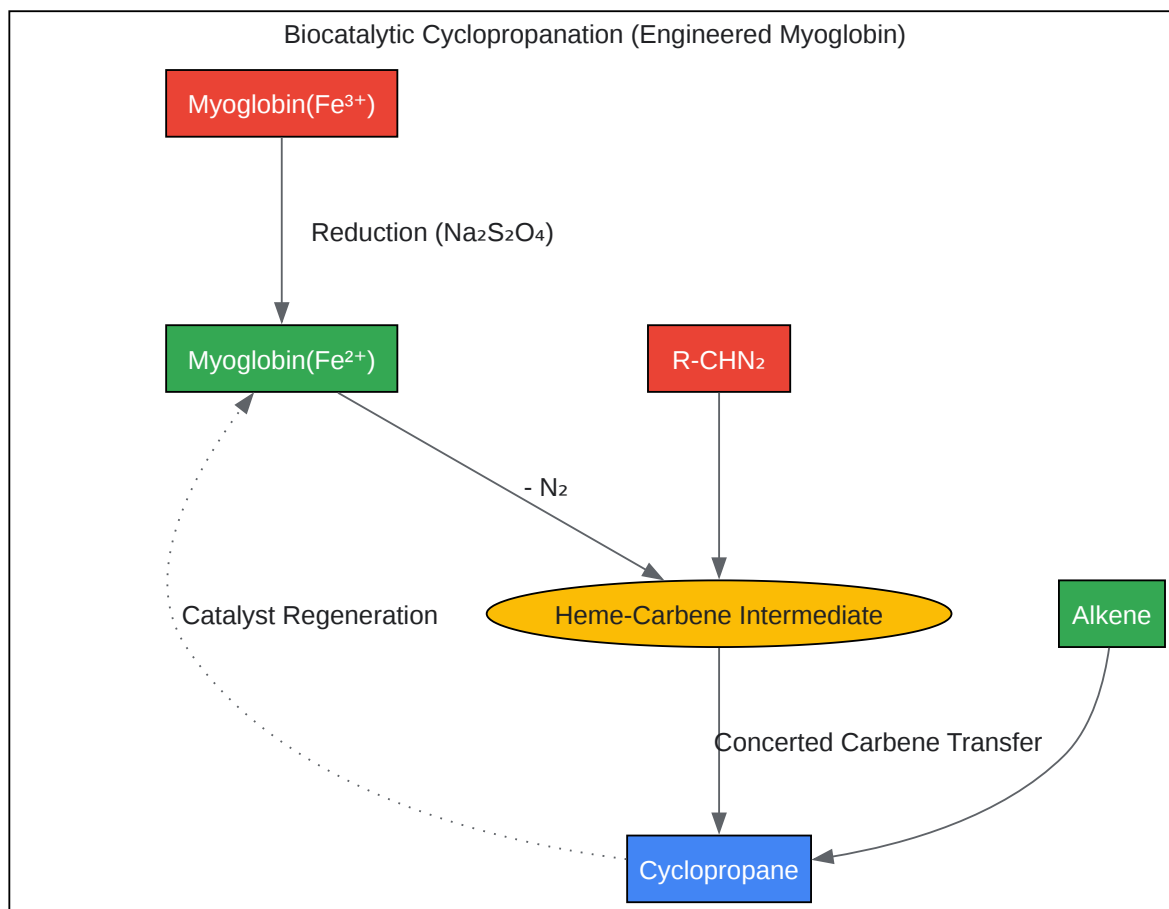 Biocatalytic Cyclopropanation (Engineered Myoglobin)
Myoglobin(Fe³⁺)
Reduction (Na₂S₂O₄)
Myoglobin(Fe²⁺)
R-CHN₂
- N₂
Catalyst Regeneration
Heme-Carbene Intermediate
Alkene
Concerted Carbene Transfer
Cyclopropane